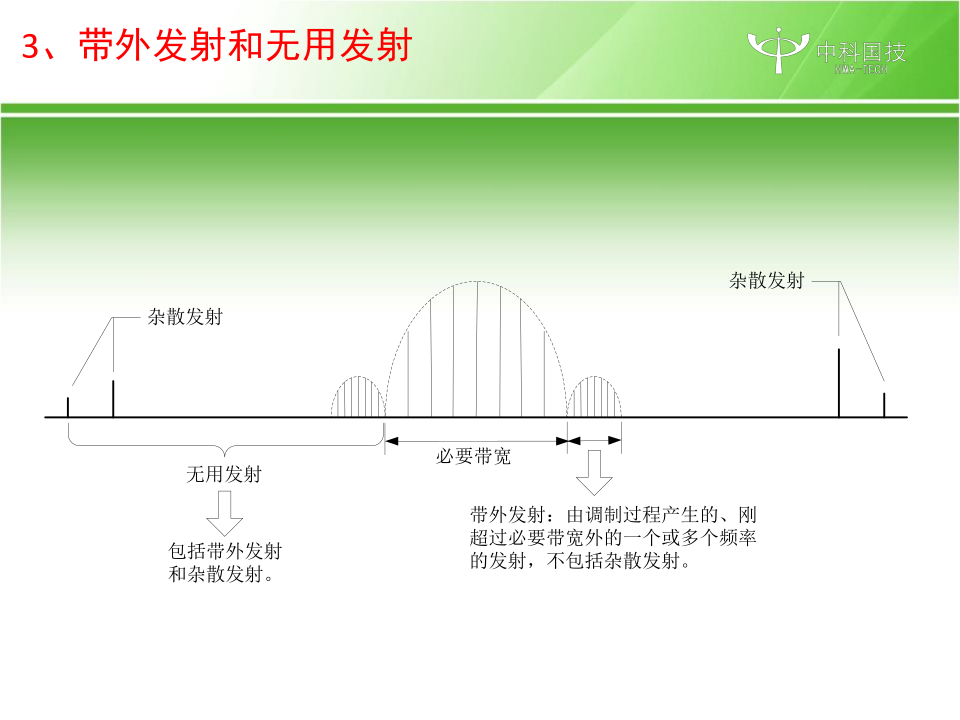 3、带外发射和无用发射
中科国技
NWA-TECH
杂散发射
杂散发射
必要带宽
无用发射
包括带外发射
和杂散发射。
带外发射：由调制过程产生的、刚
超过必要带宽外的一个或多个频率
的发射，不包括杂散发射。